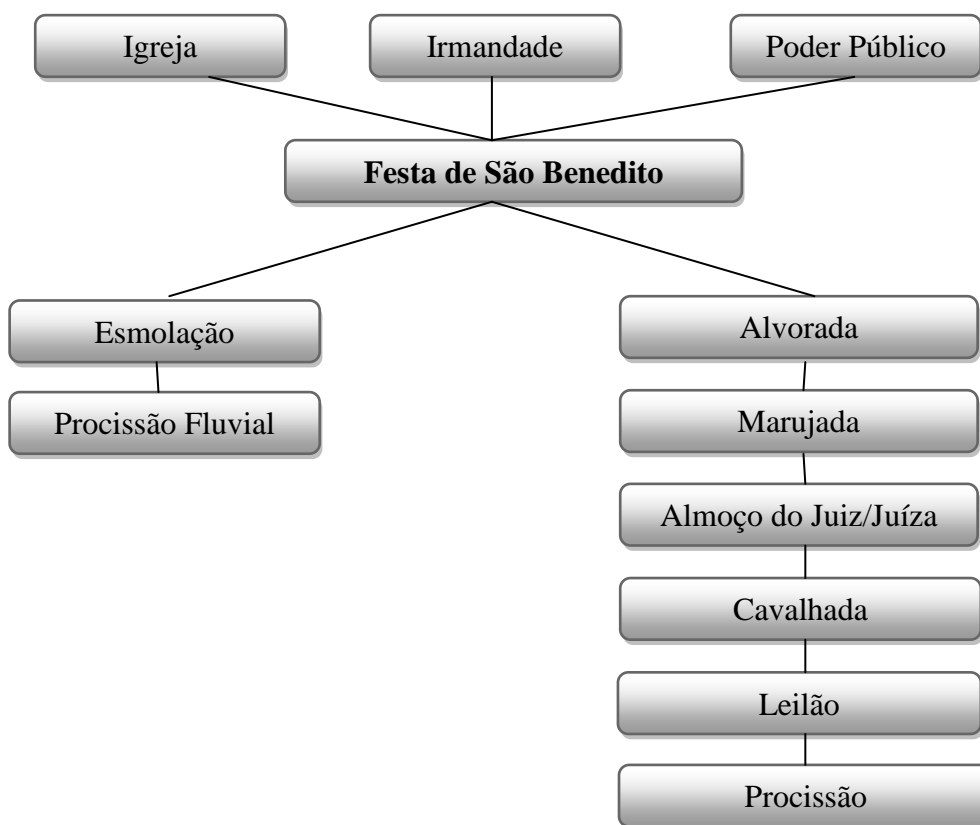 Igreja
Irmandade
Poder Público
Festa de São Benedito
Esmolação
Procissão Fluvial
Alvorada
Marujada
Almoço do Juiz/Juíza
Cavalhada
Leilão
Procissão